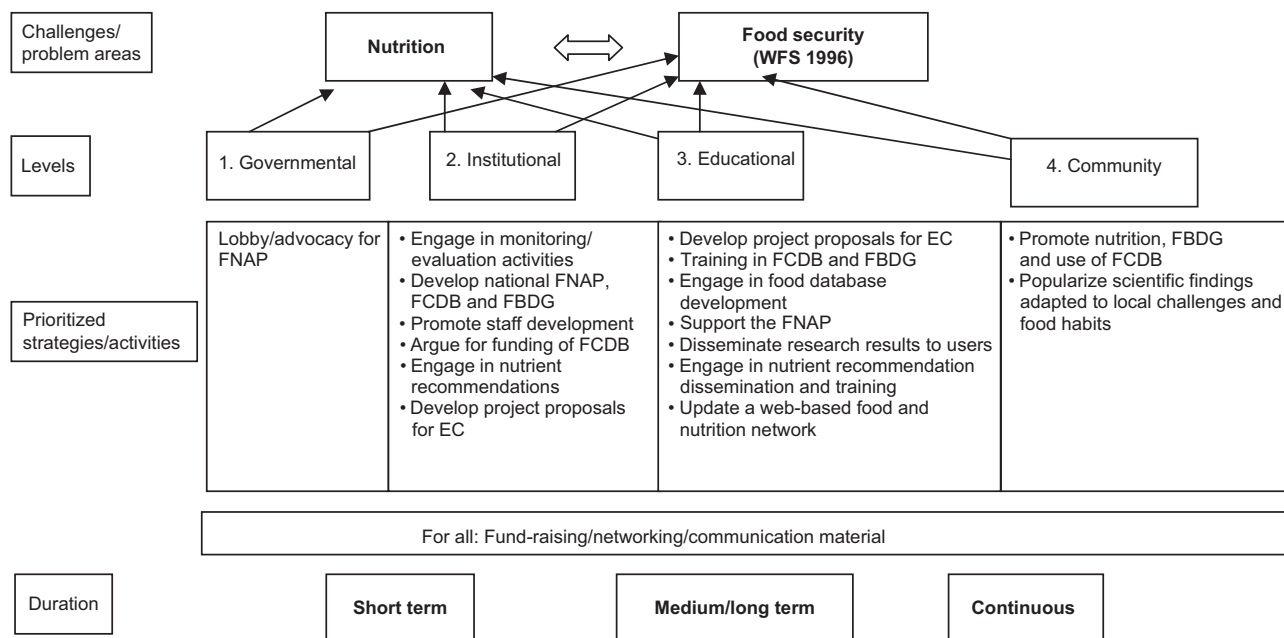 Challenges/
problem areas
Nutrition
Food security
(WFS 1996)
Levels
1. Governmental
2. Institutional
3. Educational
4. Community
Prioritized
strategies/activities
Lobby/advocacy for
FNAP
• Engage in monitoring/
evaluation activities
• Develop national FNAP,
FCDB and FBDG
• Promote staff development
• Argue for funding of FCDB
• Engage in nutrient
recommendations
• Develop project proposals
for EC
• Develop project proposals for EC
• Training in FCDB and FBDG
• Engage in food database
development
• Support the FNAP
• Disseminate research results to users
• Engage in nutrient recommendation
dissemination and training
• Update a web-based food and
nutrition network
• Promote nutrition, FBDG
and use of FCDB
• Popularize scientific findings
adapted to local challenges and
food habits
For all: Fund-raising/networking/communication material
Duration
Short term
Medium/long term
Continuous